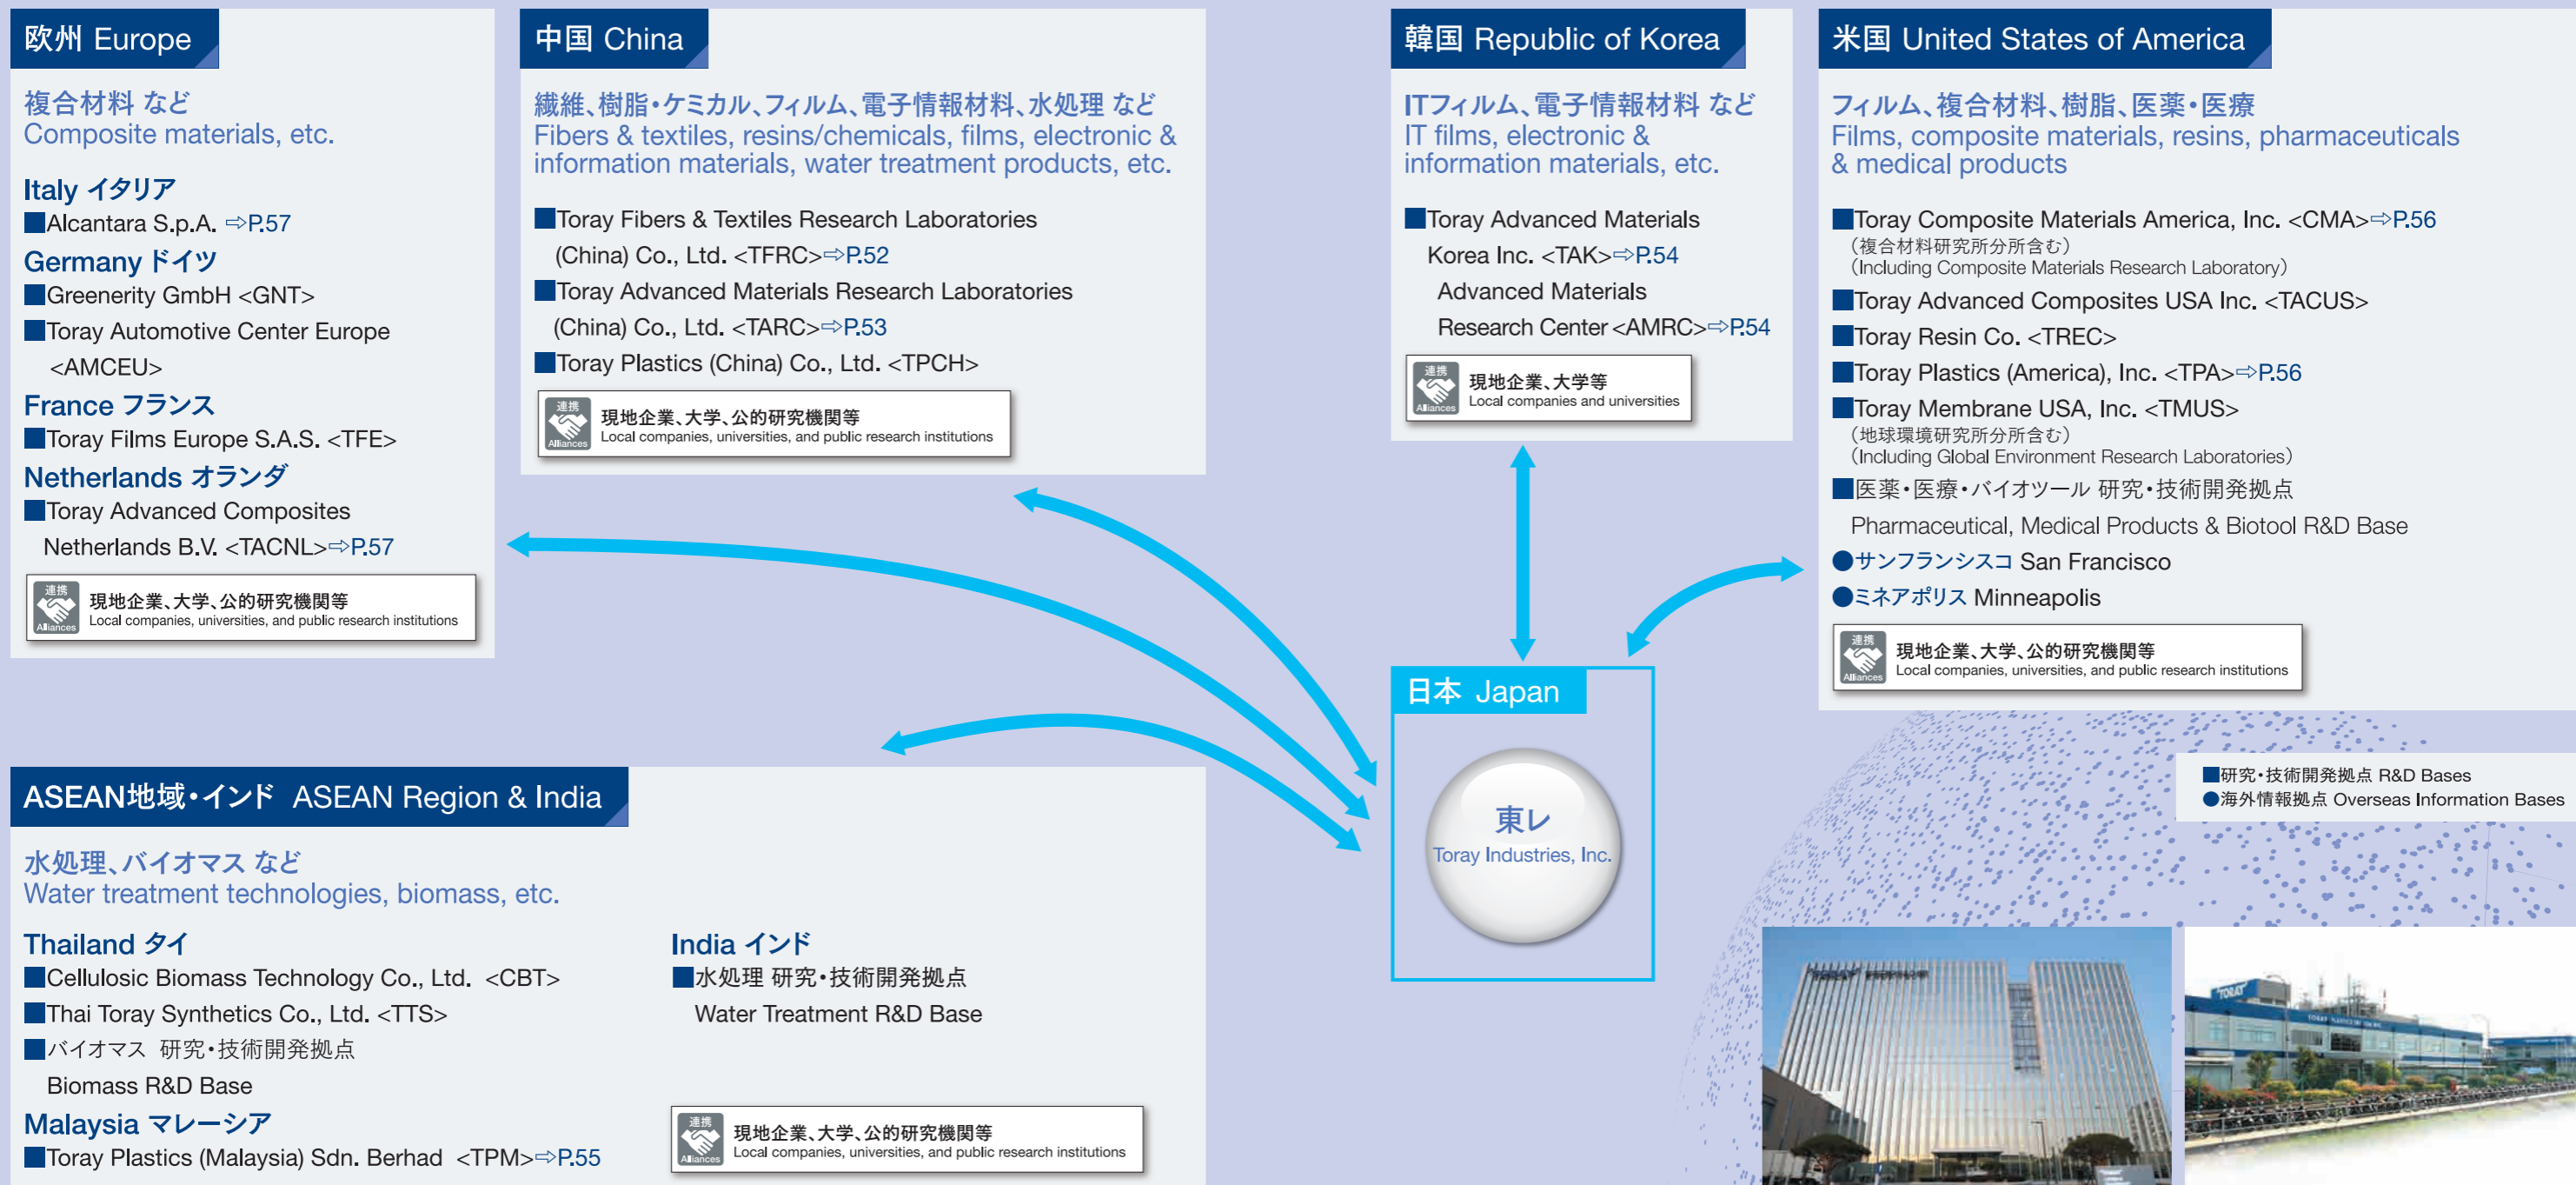 欧州 Europe
複合材料 など
Composite materials, etc.
Italy イタリア
■Alcantara S.p.A. ⇨P.57
Germany ドイツ
■Greenerity GmbH <GNT>
■Toray Automotive Center Europe
<AMCEU>
France フランス
■Toray Films Europe S.A.S. <TFE>
Netherlands オランダ
■Toray Advanced Composites
Netherlands B.V. <TACNL>⇨P.57
連携
Alliances
現地企業、大学、公的研究機関等
Local companies, universities, and public research institutions
中国 China
繊維、樹脂・ケミカル、フィルム、電子情報材料、水処理 など
Fibers & textiles, resins/chemicals, films, electronic &
information materials, water treatment products, etc.
■Toray Fibers & Textiles Research Laboratories
(China) Co., Ltd. <TFRC>⇨P.52
■Toray Advanced Materials Research Laboratories
(China) Co., Ltd. <TARC>⇨P.53
■Toray Plastics (China) Co., Ltd. <TPCH>
連携
Alliances
現地企業、大学、公的研究機関等
Local companies, universities, and public research institutions
韓国 Republic of Korea
ITフィルム、電子情報材料 など
IT films, electronic &
information materials, etc.
■Toray Advanced Materials
Korea Inc. <TAK>⇨P.54
Advanced Materials
Research Center <AMRC>⇨P.54
連携
Alliances
現地企業、大学等
Local companies and universities
米国 United States of America
フィルム、複合材料、樹脂、医薬・医療
Films, composite materials, resins, pharmaceuticals
& medical products
■Toray Composite Materials America, Inc. <CMA>⇨P.56
（複合材料研究所分所含む）
（Including Composite Materials Research Laboratory）
■Toray Advanced Composites USA Inc. <TACUS>
■Toray Resin Co. <TREC>
■Toray Plastics (America), Inc. <TPA>⇨P.56
■Toray Membrane USA, Inc. <TMUS>
（地球環境研究所分所含む）
（Including Global Environment Research Laboratories）
■医薬・医療・バイオツール 研究・技術開発拠点
Pharmaceutical, Medical Products & Biotool R&D Base
●サンフランシスコ San Francisco
●ミネアポリス Minneapolis
連携
Alliances
現地企業、大学、公的研究機関等
Local companies, universities, and public research institutions
日本 Japan
東レ
Toray Industries, Inc.
■研究・技術開発拠点 R&D Bases
●海外情報拠点 Overseas Information Bases
ASEAN地域・インド ASEAN Region & India
水処理、バイオマス など
Water treatment technologies, biomass, etc.
Thailand タイ
■Cellulosic Biomass Technology Co., Ltd. <CBT>
■Thai Toray Synthetics Co., Ltd. <TTS>
■バイオマス 研究・技術開発拠点
Biomass R&D Base
Malaysia マレーシア
■Toray Plastics (Malaysia) Sdn. Berhad <TPM>⇨P.55
India インド
■水処理 研究・技術開発拠点
Water Treatment R&D Base
連携
Alliances
現地企業、大学、公的研究機関等
Local companies, universities, and public research institutions
TORAY